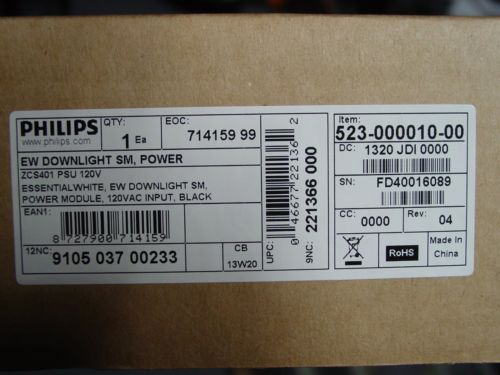 PHILIPS
www.philips.com
QTY:
1 Ea
EOC:
714159 99
EW DOWNLIGHT SM, POWER
ZCS401 PSU 120V
ESSENTIALWHITE, EW DOWNLIGHT SM,
POWER MODULE, 120VAC INPUT, BLACK
EAN1:
8 727900 714159
12NC:
9105 037 00233
CB
13W20
UPC:
0 46677 22136 2
9NC:
221366 000
Item:
523-000010-00
DC: 1320 JDI 0000
SN: FD40016089
CC: 0000
Rev: 04
RoHS
Made In
China